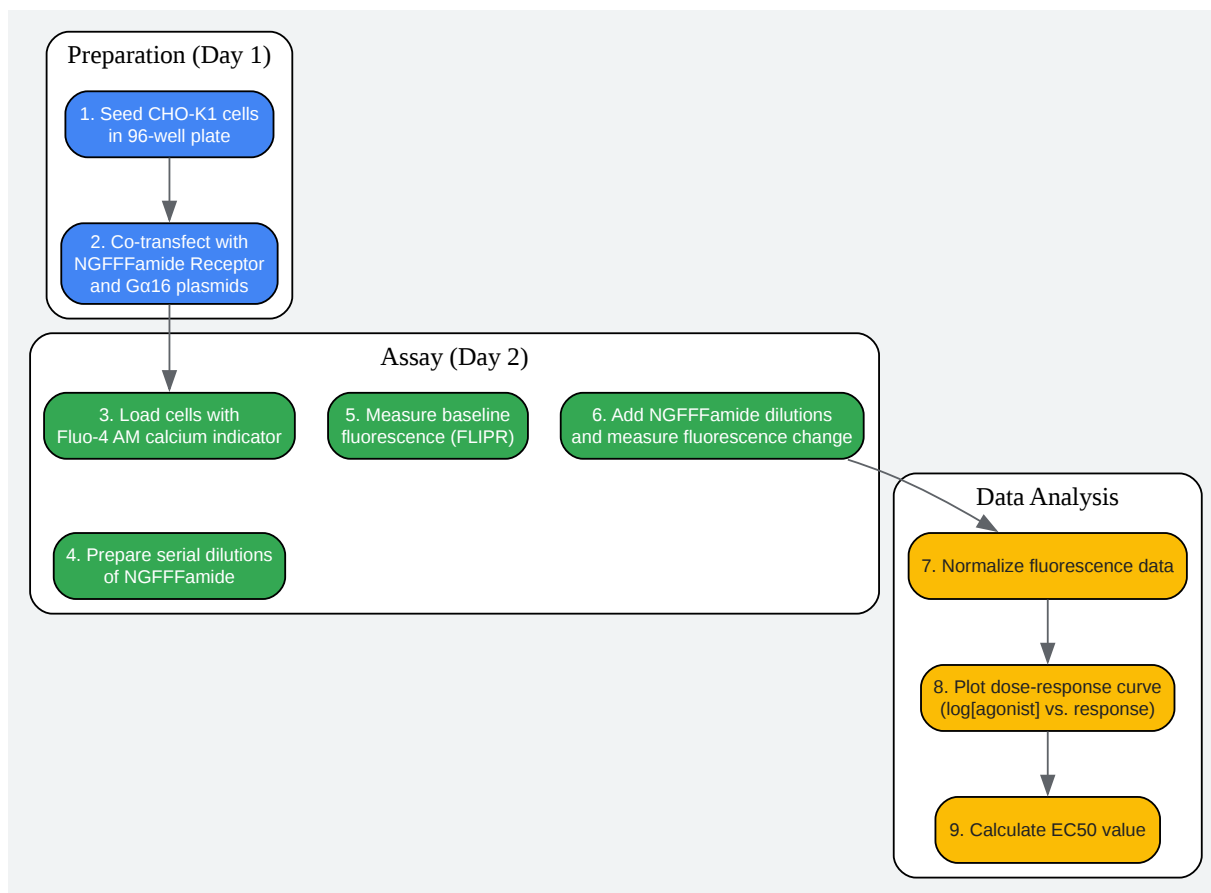 Preparation (Day 1)
1. Seed CHO-K1 cells
in 96-well plate
2. Co-transfect with
NGFFFamide Receptor
and Gα16 plasmids
Assay (Day 2)
3. Load cells with
Fluo-4 AM calcium indicator
4. Prepare serial dilutions
of NGFFFamide
5. Measure baseline
fluorescence (FLIPR)
6. Add NGFFFamide dilutions
and measure fluorescence change
Data Analysis
7. Normalize fluorescence data
8. Plot dose-response curve
(log[agonist] vs. response)
9. Calculate EC50 value